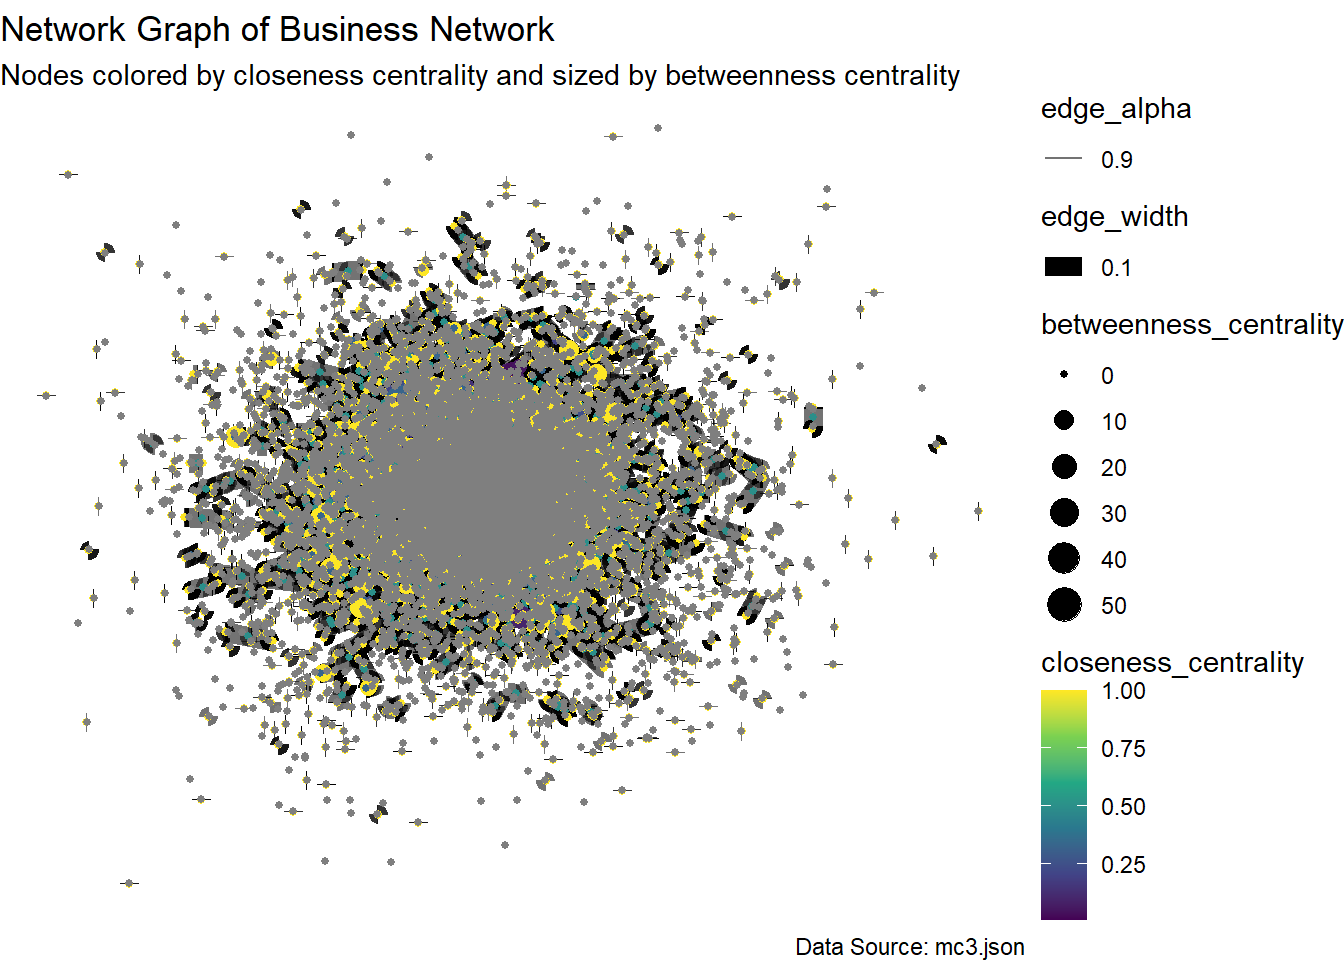 Network Graph of Business Network
Nodes colored by closeness centrality and sized by betweenness centrality
edge_alpha
0.9
edge_width
0.1
betweenness_centrality
0
10
20
30
40
50
closeness_centrality
1.00
0.75
0.50
0.25
Data Source: mc3.json